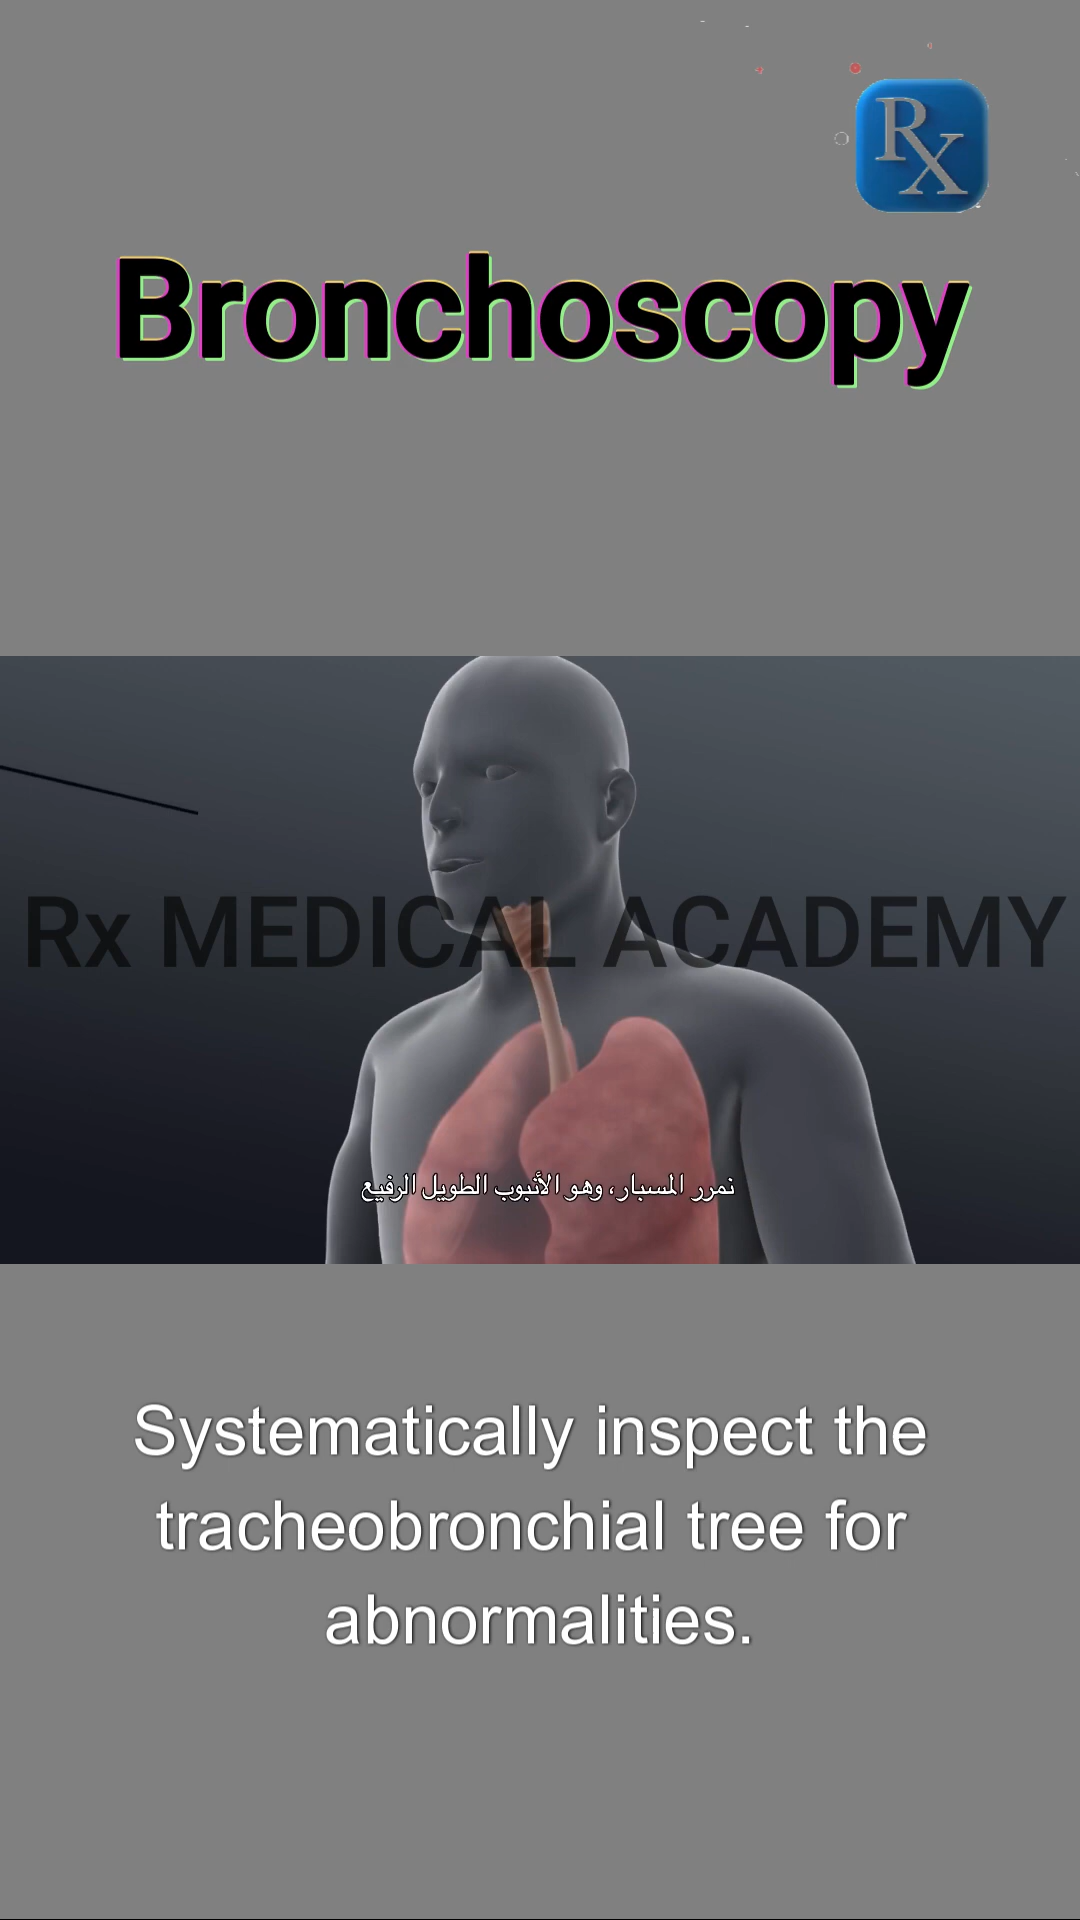 Rx
Bronchoscopy
Rx MEDICAL ACADEMY
نمرر المسبار، وهو الأنبوب الطويل الرفيع
Systematically inspect the
tracheobronchial tree for
abnormalities.